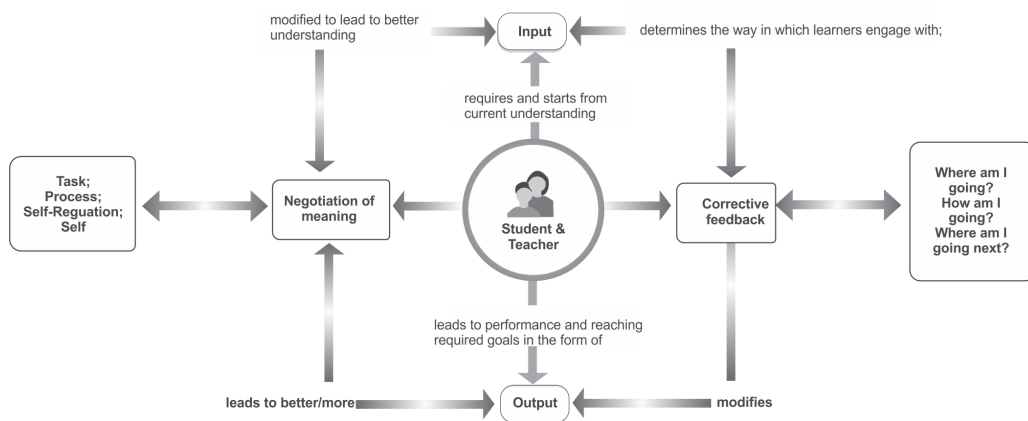 modified to lead to better
understanding
Input
determines the way in which learners engage with;
requires and starts from
current understanding
Task;
Process;
Self-Reguation;
Self
Negotiation of
meaning
Student &
Teacher
Corrective
feedback
Where am I
going?
How am I
going?
Where am I
going next?
leads to performance and reaching
required goals in the form of
leads to better/more
Output
modifies